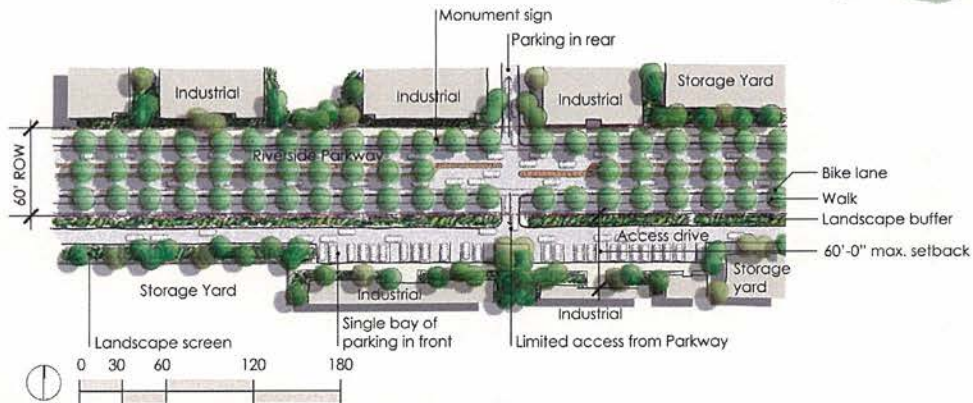 Monument sign
Parking in rear
Industrial
Industrial
Industrial
Storage Yard
Riverside Parkway
60' ROW
Bike lane
Walk
Landscape buffer
Access drive
60'-0" max. setback
Storage Yard
Industrial
Storage
yard
Industrial
Landscape screen
Single bay of
parking in front
Limited access from Parkway
0 30 60 120 180